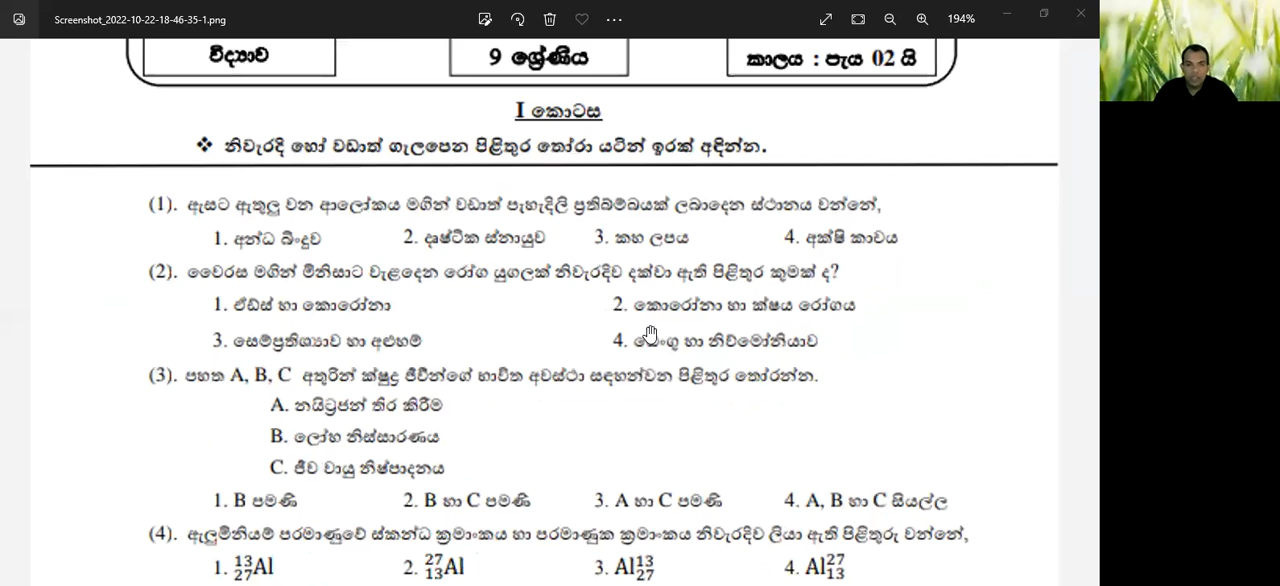 Screenshot_2022-10-22-18-46-35-1.png
194%
විද්‍යාව
9 ශ්‍රේණිය
කාලය : පැය 02 යි
I කොටස
❖ නිවැරදි හෝ වඩාත් ගැලපෙන පිළිතුර තෝරා යටින් ඉරක් අඳින්න.
(1). ඇසට ඇතුලු වන ආලෝකය මගින් වඩාත් පැහැදිලි ප්‍රතිබිම්බයක් ලබාදෙන ස්ථානය වන්නේ,
1. අන්ධ බිංදුව 2. දෘෂ්ටික ස්නායුව 3. කහ ලපය 4. අක්ෂි කාචය
(2). වෛරස මගින් මිනිසාට වැළදෙන රෝග යුගලක් නිවැරදිව දක්වා ඇති පිළිතුර කුමක් ද?
1. ඒඩ්ස් හා කොරෝනා 2. කොරෝනා හා ක්ෂය රෝගය
3. සෙම්ප්‍රතිශ්‍යාව හා අළුහම් 4. ඩෙංගු හා නිව්මෝනියාව
(3). පහත A, B, C අතුරින් ක්ෂුද්‍ර ජීවීන්ගේ භාවිත අවස්ථා සඳහන්වන පිළිතුර තෝරන්න.
A. නයිට්‍රජන් තිර කිරීම
B. ලෝහ නිස්සාරණය
C. ජීව වායු නිෂ්පාදනය
1. B පමණි 2. B හා C පමණි 3. A හා C පමණි 4. A, B හා C සියල්ල
(4). ඇලුමිනියම් පරමාණුවේ ස්කන්ධ ක්‍රමාංකය හා පරමාණුක ක්‍රමාංකය නිවැරදිව ලියා ඇති පිළිතුරු වන්නේ,
1. ¹³₂₇Al 2. ²⁷₁₃Al 3. Al¹³₂₇ 4. Al²⁷₁₃